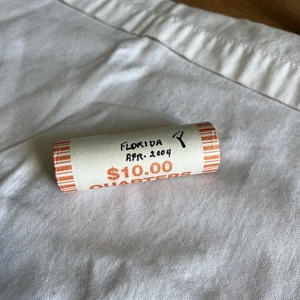 FLORIDA P
APR. 2004
$10.00
QUARTERS